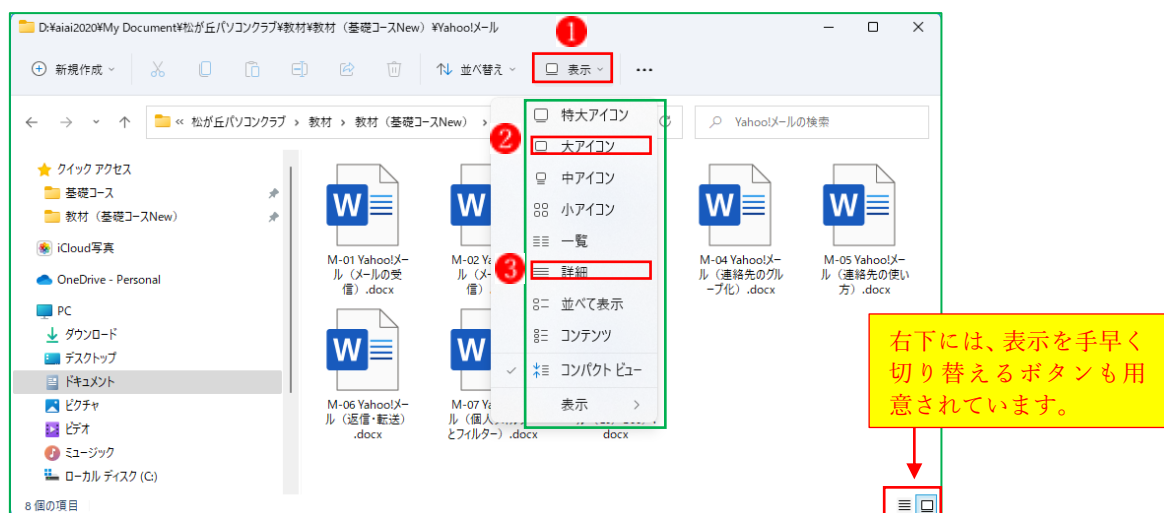 D:¥aiai2020¥My Document¥松が丘パソコンクラブ¥教材¥教材（基礎コースNew）¥Yahoo!メール
1
新規作成
並べ替え
表示
松が丘パソコンクラブ › 教材 › 教材（基礎コースNew） ›
Yahoo!メールの検索
特大アイコン
2
大アイコン
中アイコン
小アイコン
一覧
3
詳細
並べて表示
コンテンツ
コンパクト ビュー
表示
クイック アクセス
基礎コース
教材（基礎コースNew）
iCloud写真
OneDrive - Personal
PC
ダウンロード
デスクトップ
ドキュメント
ピクチャ
ビデオ
ミュージック
ローカル ディスク (C:)
M-01 Yahoo!メー
ル（メールの受
信）.docx
M-02 Ya
ル（メー
信）
M-04 Yahoo!メー
ル（連絡先のグル
ープ化）.docx
M-05 Yahoo!メー
ル（連絡先の使い
方）.docx
M-06 Yahoo!メー
ル（返信・転送）
.docx
M-07 Ya
ル（個人
とフィルター）.docx
docx
8 個の項目
右下には、表示を手早く
切り替えるボタンも用
意されています。